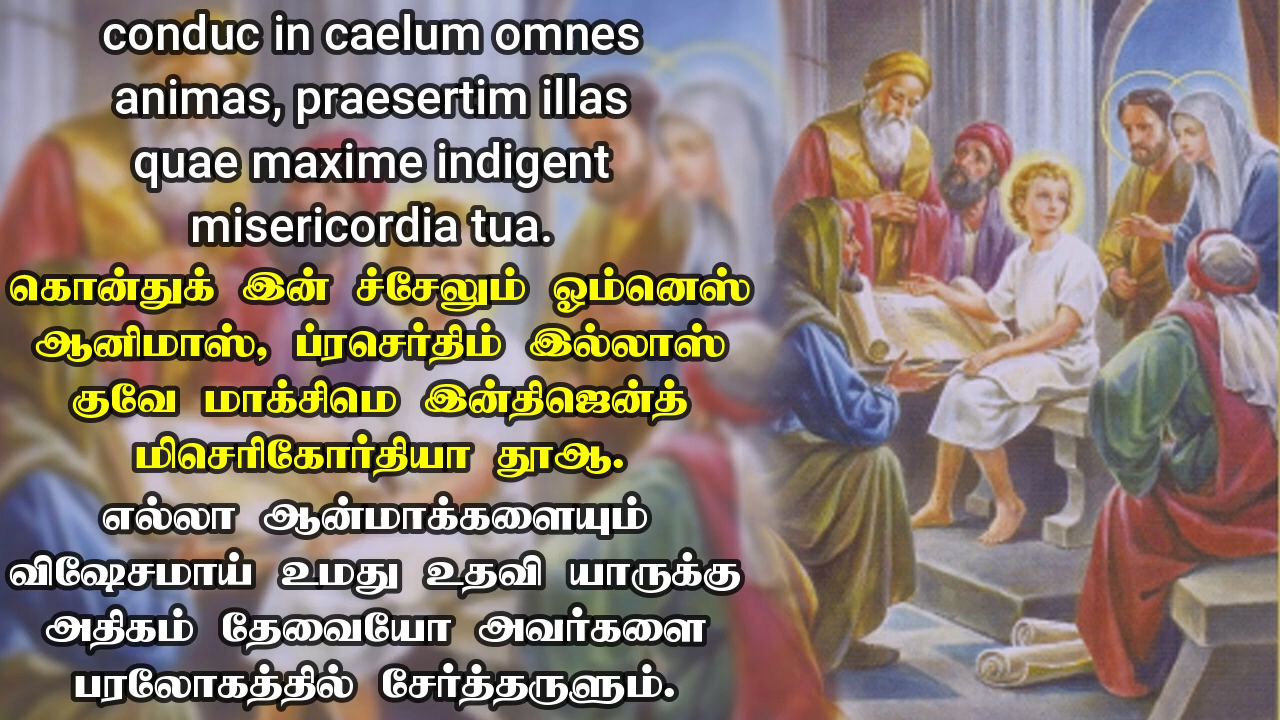 conduc in caelum omnes
animas, praesertim illas
quae maxime indigent
misericordia tua.
கொன்துக் இன் ச்சேலும் ஓம்னெஸ்
ஆனிமாஸ், ப்ரசெர்திம் இல்லாஸ்
குவே மாக்சிமெ இன்திஜென்த்
மிசெரிகோர்தியா தூஆ.
எல்லா ஆன்மாக்களையும்
விஷேசமாய் உமது உதவி யாருக்கு
அதிகம் தேவையோ அவர்களை
பரலோகத்தில் சேர்த்தருளும்.